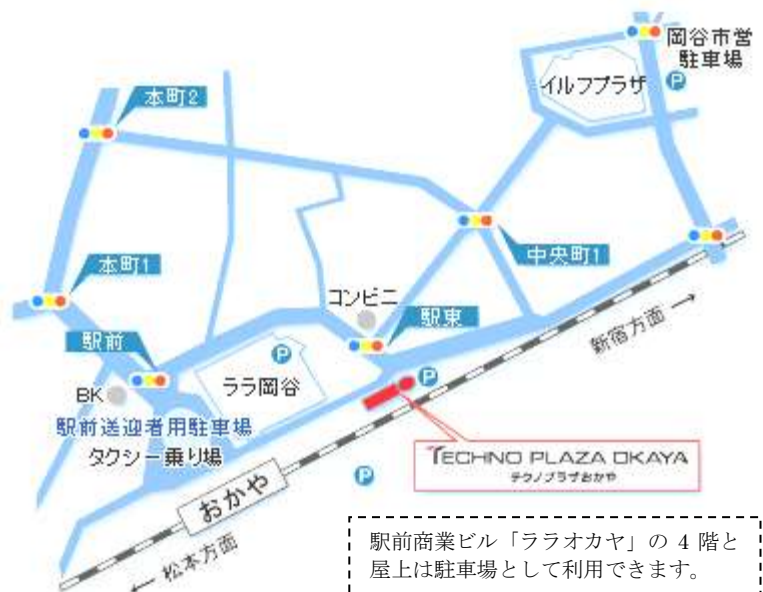 岡谷市営
駐車場
P
イルフプラザ
本町2
中央町1
本町1
コンビニ
駅東
駅前
P
ララ岡谷
P
BK
新宿方面 →
駅前送迎者用駐車場
タクシー乗り場
TECHNO PLAZA OKAYA
テクノプラザおかや
P
おかや
← 松本方面
駅前商業ビル「ララオカヤ」の 4 階と
屋上は駐車場として利用できます。